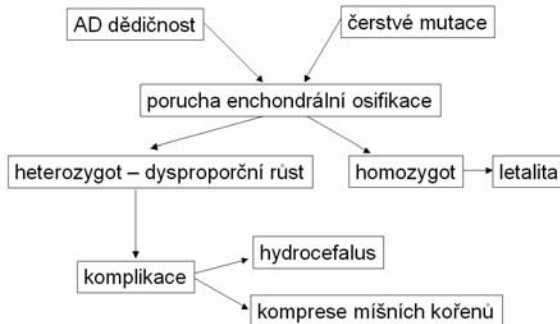 AD dědičnost
čerstvé mutace
porucha enchondrální osifikace
heterozygot – dysproporční růst
homozygot
letalita
hydrocefalus
komplikace
komprese míšních kořenů